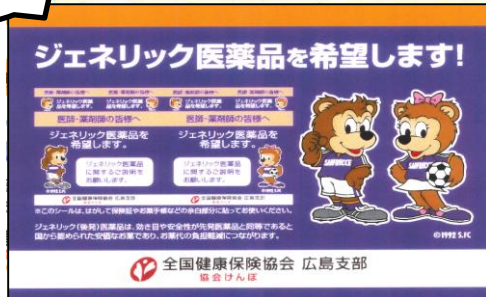 ジェネリック医薬品を希望します!
医師・薬剤師の皆様へ 医師・薬剤師の皆様へ
ジェネリック医薬品を
希望します。
ジェネリック医薬品を
希望します。
ジェネリック医薬品
に関するご説明を
お願いします。
ジェネリック医薬品
に関するご説明を
お願いします。
全国健康保険協会 広島支部
全国健康保険協会 広島支部
SANFRECCE
SANFRECCE
©1992 S.FC
※このシールは、はがして保険証やお薬手帳などの余白部分に貼ってお使いください。
ジェネリック(後発)医薬品は、効き目や安全性が先発医薬品と同等であると
国から認められた安価なお薬であり、お薬代の負担軽減につながります。
全国健康保険協会 広島支部
協会けんぽ